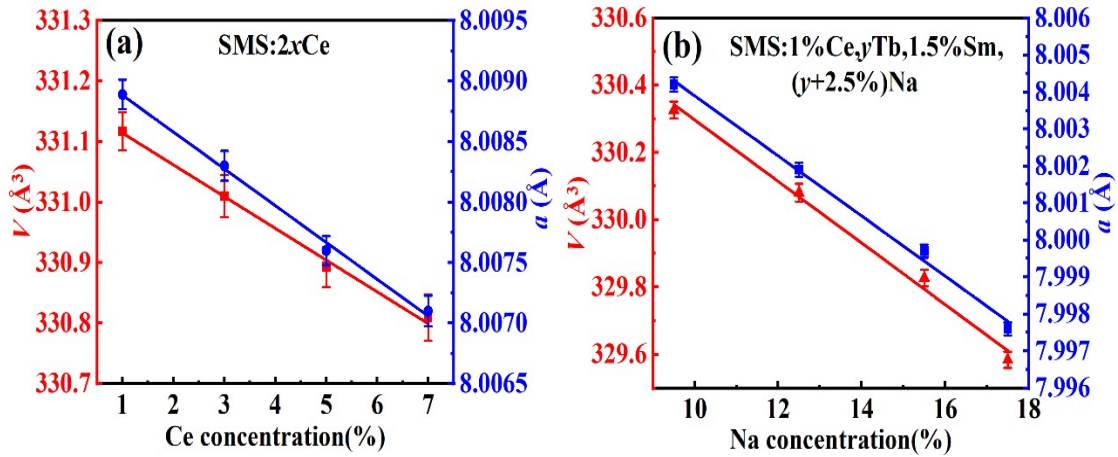 (a)
SMS:2xCe
V (Å³)
331.3
331.2
331.1
331.0
330.9
330.8
330.7
8.0095
8.0090
8.0085
8.0080
8.0075
8.0070
8.0065
a (Å)
1 2 3 4 5 6 7
Ce concentration(%)
(b)
SMS:1%Ce,yTb,1.5%Sm,
(y+2.5%)Na
V (Å³)
330.6
330.4
330.2
330.0
329.8
329.6
8.006
8.005
8.004
8.002
8.001
8.000
7.999
7.998
7.997
7.996
a (Å)
10 12 14 16 18
Na concentration(%)